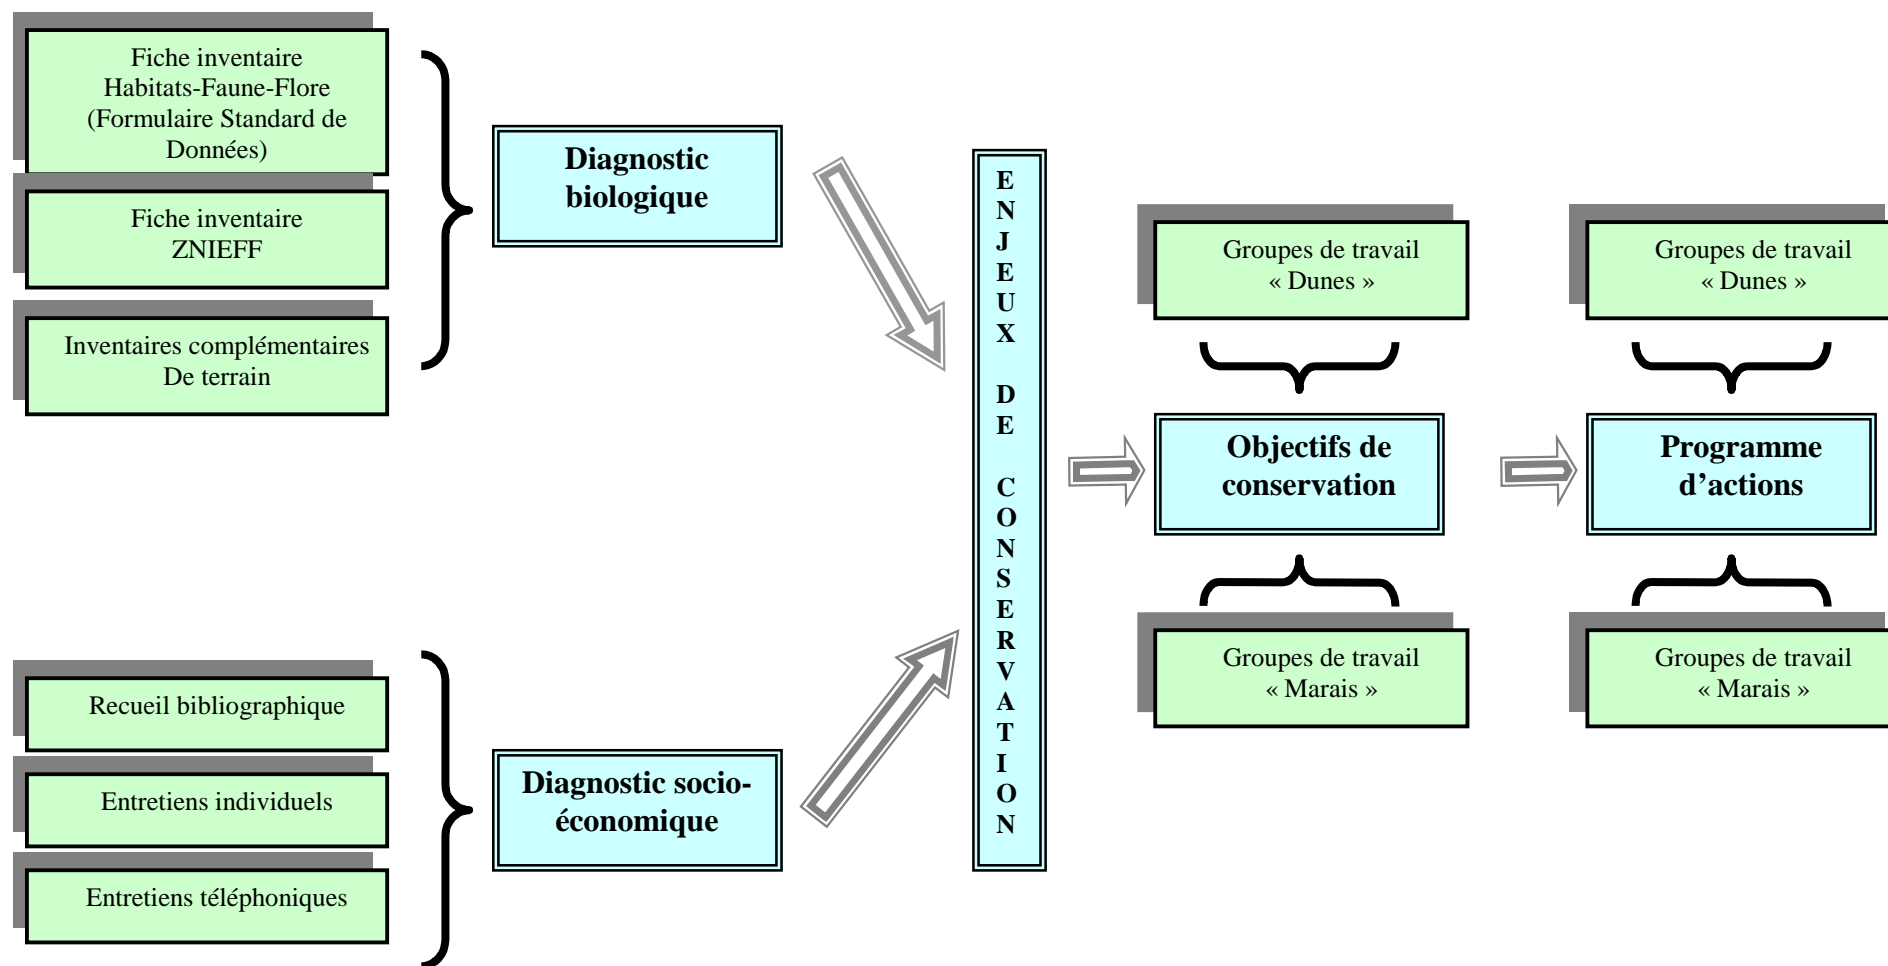 Fiche inventaire
Habitats-Faune-Flore
(Formulaire Standard de
Données)
Fiche inventaire
ZNIEFF
Inventaires complémentaires
De terrain
Diagnostic
biologique
Recueil bibliographique
Entretiens individuels
Entretiens téléphoniques
Diagnostic socio-
économique
E
N
J
E
U
X
D
E
C
O
N
S
E
R
V
A
T
I
O
N
Groupes de travail
« Dunes »
Objectifs de
conservation
Groupes de travail
« Marais »
Groupes de travail
« Dunes »
Programme
d’actions
Groupes de travail
« Marais »